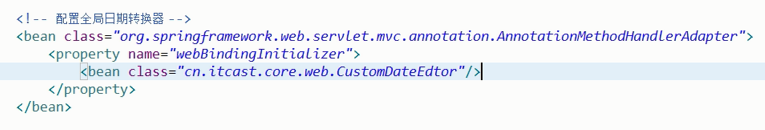 <!-- 配置全局日期转换器 -->
<bean class="org.springframework.web.servlet.mvc.annotation.AnnotationMethodHandlerAdapter">
<property name="webBindingInitializer">
<bean class="cn.itcast.core.web.CustomDateEdtor"/>
</property>
</bean>